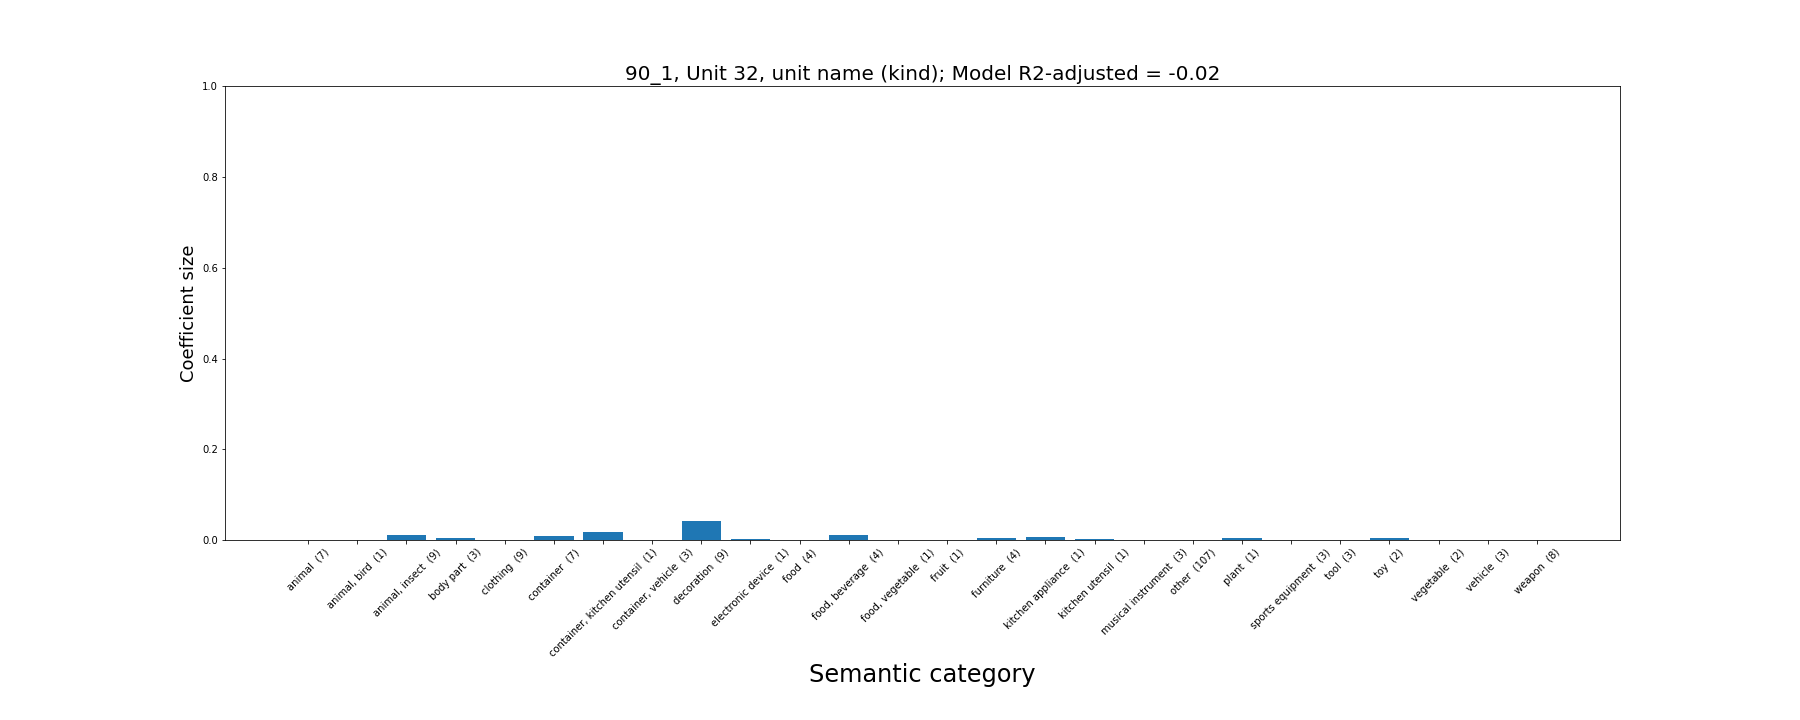 90_1, Unit 32, unit name (kind); Model R2-adjusted = -0.02
Coefficient size
1.0
0.8
0.6
0.4
0.2
0.0
animal (7)
animal, bird (1)
animal, insect (9)
body part (3)
clothing (9)
container (7)
container, kitchen utensil (1)
container, vehicle (3)
decoration (9)
electronic device (1)
food (4)
food, beverage (4)
food, vegetable (1)
fruit (1)
furniture (4)
kitchen appliance (1)
kitchen utensil (1)
musical instrument (3)
other (107)
plant (1)
sports equipment (3)
tool (3)
toy (2)
vegetable (2)
vehicle (3)
weapon (8)
Semantic category